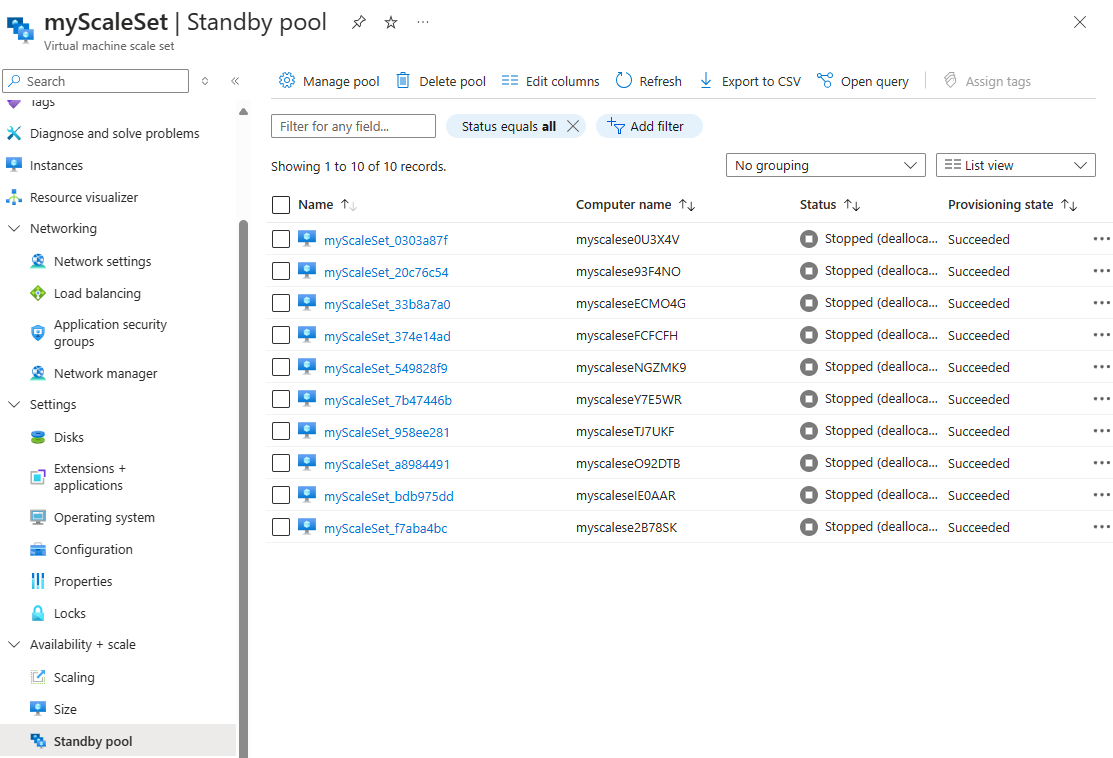 myScaleSet | Standby pool
Virtual machine scale set
Search
Tags
Diagnose and solve problems
Instances
Resource visualizer
Networking
Network settings
Load balancing
Application security
groups
Network manager
Settings
Disks
Extensions +
applications
Operating system
Configuration
Properties
Locks
Availability + scale
Scaling
Size
Standby pool
Manage pool Delete pool Edit columns Refresh Export to CSV Open query Assign tags
Filter for any field... Status equals all Add filter
Showing 1 to 10 of 10 records. No grouping List view
Name Computer name Status Provisioning state
myScaleSet_0303a87f myscalese0U3X4V Stopped (dealloca... Succeeded
myScaleSet_20c76c54 myscalese93F4NO Stopped (dealloca... Succeeded
myScaleSet_33b8a7a0 myscaleseECMO4G Stopped (dealloca... Succeeded
myScaleSet_374e14ad myscaleseFCFCFH Stopped (dealloca... Succeeded
myScaleSet_549828f9 myscaleseNGZMK9 Stopped (dealloca... Succeeded
myScaleSet_7b47446b myscaleseY7E5WR Stopped (dealloca... Succeeded
myScaleSet_958ee281 myscaleseTJ7UKF Stopped (dealloca... Succeeded
myScaleSet_a8984491 myscaleseO92DTB Stopped (dealloca... Succeeded
myScaleSet_bdb975dd myscaleseIE0AAR Stopped (dealloca... Succeeded
myScaleSet_f7aba4bc myscalese2B78SK Stopped (dealloca... Succeeded